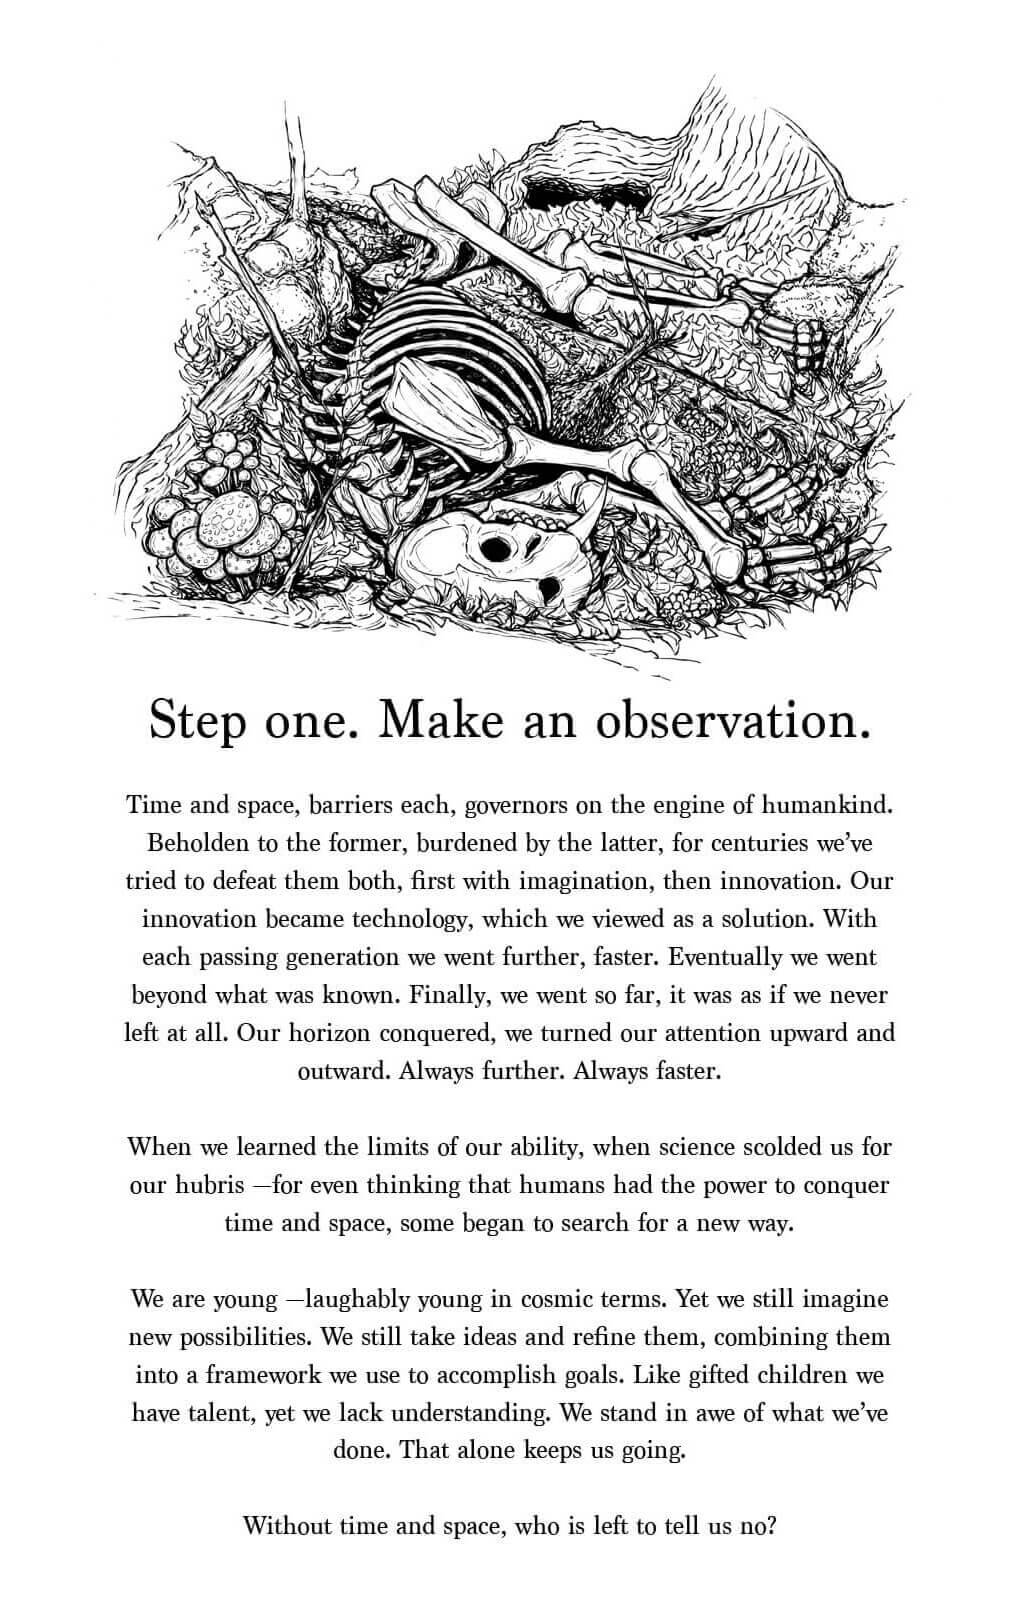 Step one. Make an observation.
Time and space, barriers each, governors on the engine of humankind.
Beholden to the former, burdened by the latter, for centuries we’ve
tried to defeat them both, first with imagination, then innovation. Our
innovation became technology, which we viewed as a solution. With
each passing generation we went further, faster. Eventually we went
beyond what was known. Finally, we went so far, it was as if we never
left at all. Our horizon conquered, we turned our attention upward and
outward. Always further. Always faster.
When we learned the limits of our ability, when science scolded us for
our hubris —for even thinking that humans had the power to conquer
time and space, some began to search for a new way.
We are young —laughably young in cosmic terms. Yet we still imagine
new possibilities. We still take ideas and refine them, combining them
into a framework we use to accomplish goals. Like gifted children we
have talent, yet we lack understanding. We stand in awe of what we’ve
done. That alone keeps us going.
Without time and space, who is left to tell us no?